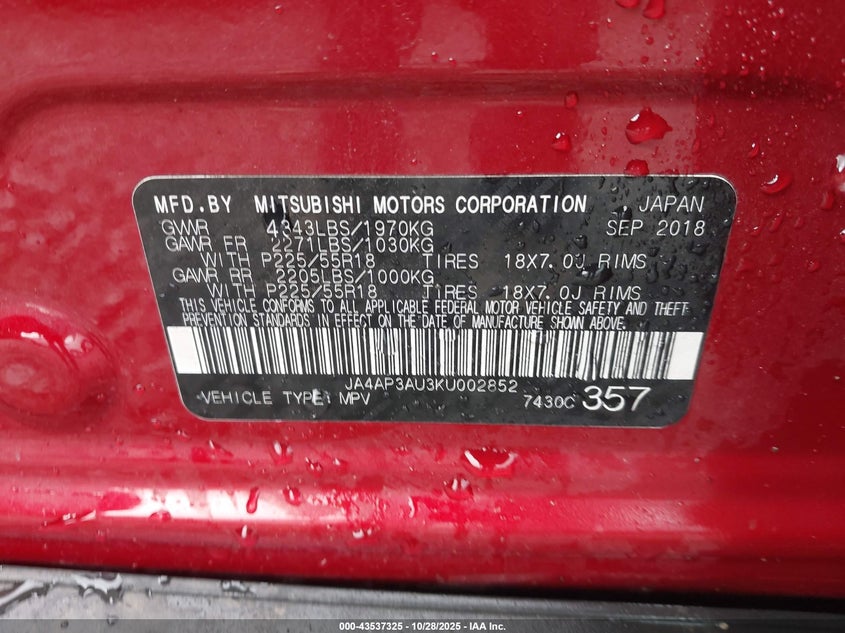 MFD.BY MITSUBISHI MOTORS CORPORATION JAPAN
GVWR 4343LBS/1970KG SEP 2018
GAWR FR 2271LBS/1030KG
WITH P225/55R18 TIRES 18X7.0J RIMS
GAWR RR 2205LBS/1000KG
WITH P225/55R18 TIRES 18X7.0J RIMS
THIS VEHICLE CONFORMS TO ALL APPLICABLE FEDERAL MOTOR VEHICLE SAFETY AND THEFT
PREVENTION STANDARDS IN EFFECT ON THE DATE OF MANUFACTURE SHOWN ABOVE.
JA4AP3AU3KU002852
VEHICLE TYPE: MPV 7430C 357
000-43537325 | 10/28/2025 - IAA Inc.